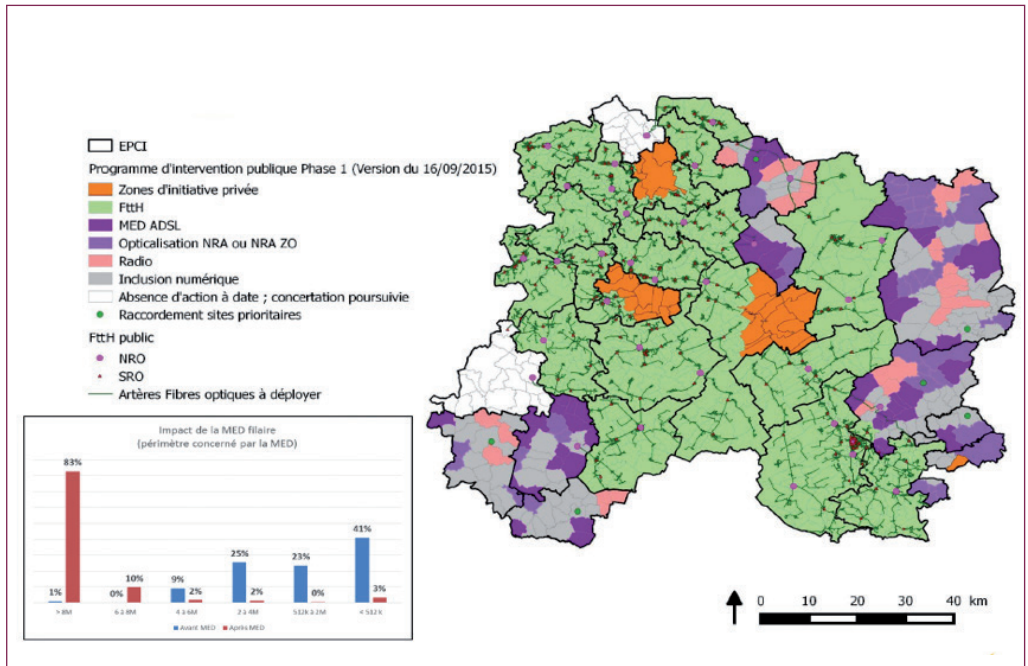 EPCI
Programme d'intervention publique Phase 1 (Version du 16/09/2015)
Zones d'initiative privée
FttH
MED ADSL
Opticalisation NRA ou NRA ZO
Radio
Inclusion numérique
Absence d'action à date ; concertation poursuivie
Raccordement sites prioritaires
FttH public
NRO
SRO
Artères Fibres optiques à déployer
Impact de la MED filaire
(périmètre concerné par la MED)
83%
41%
25%
23%
10%
9%
1%
0%
2%
2%
0%
3%
> 8M
6 à 8M
4 à 6M
2 à 4M
512k à 2M
< 512k
Avant MED
Après MED
0 10 20 30 40 km